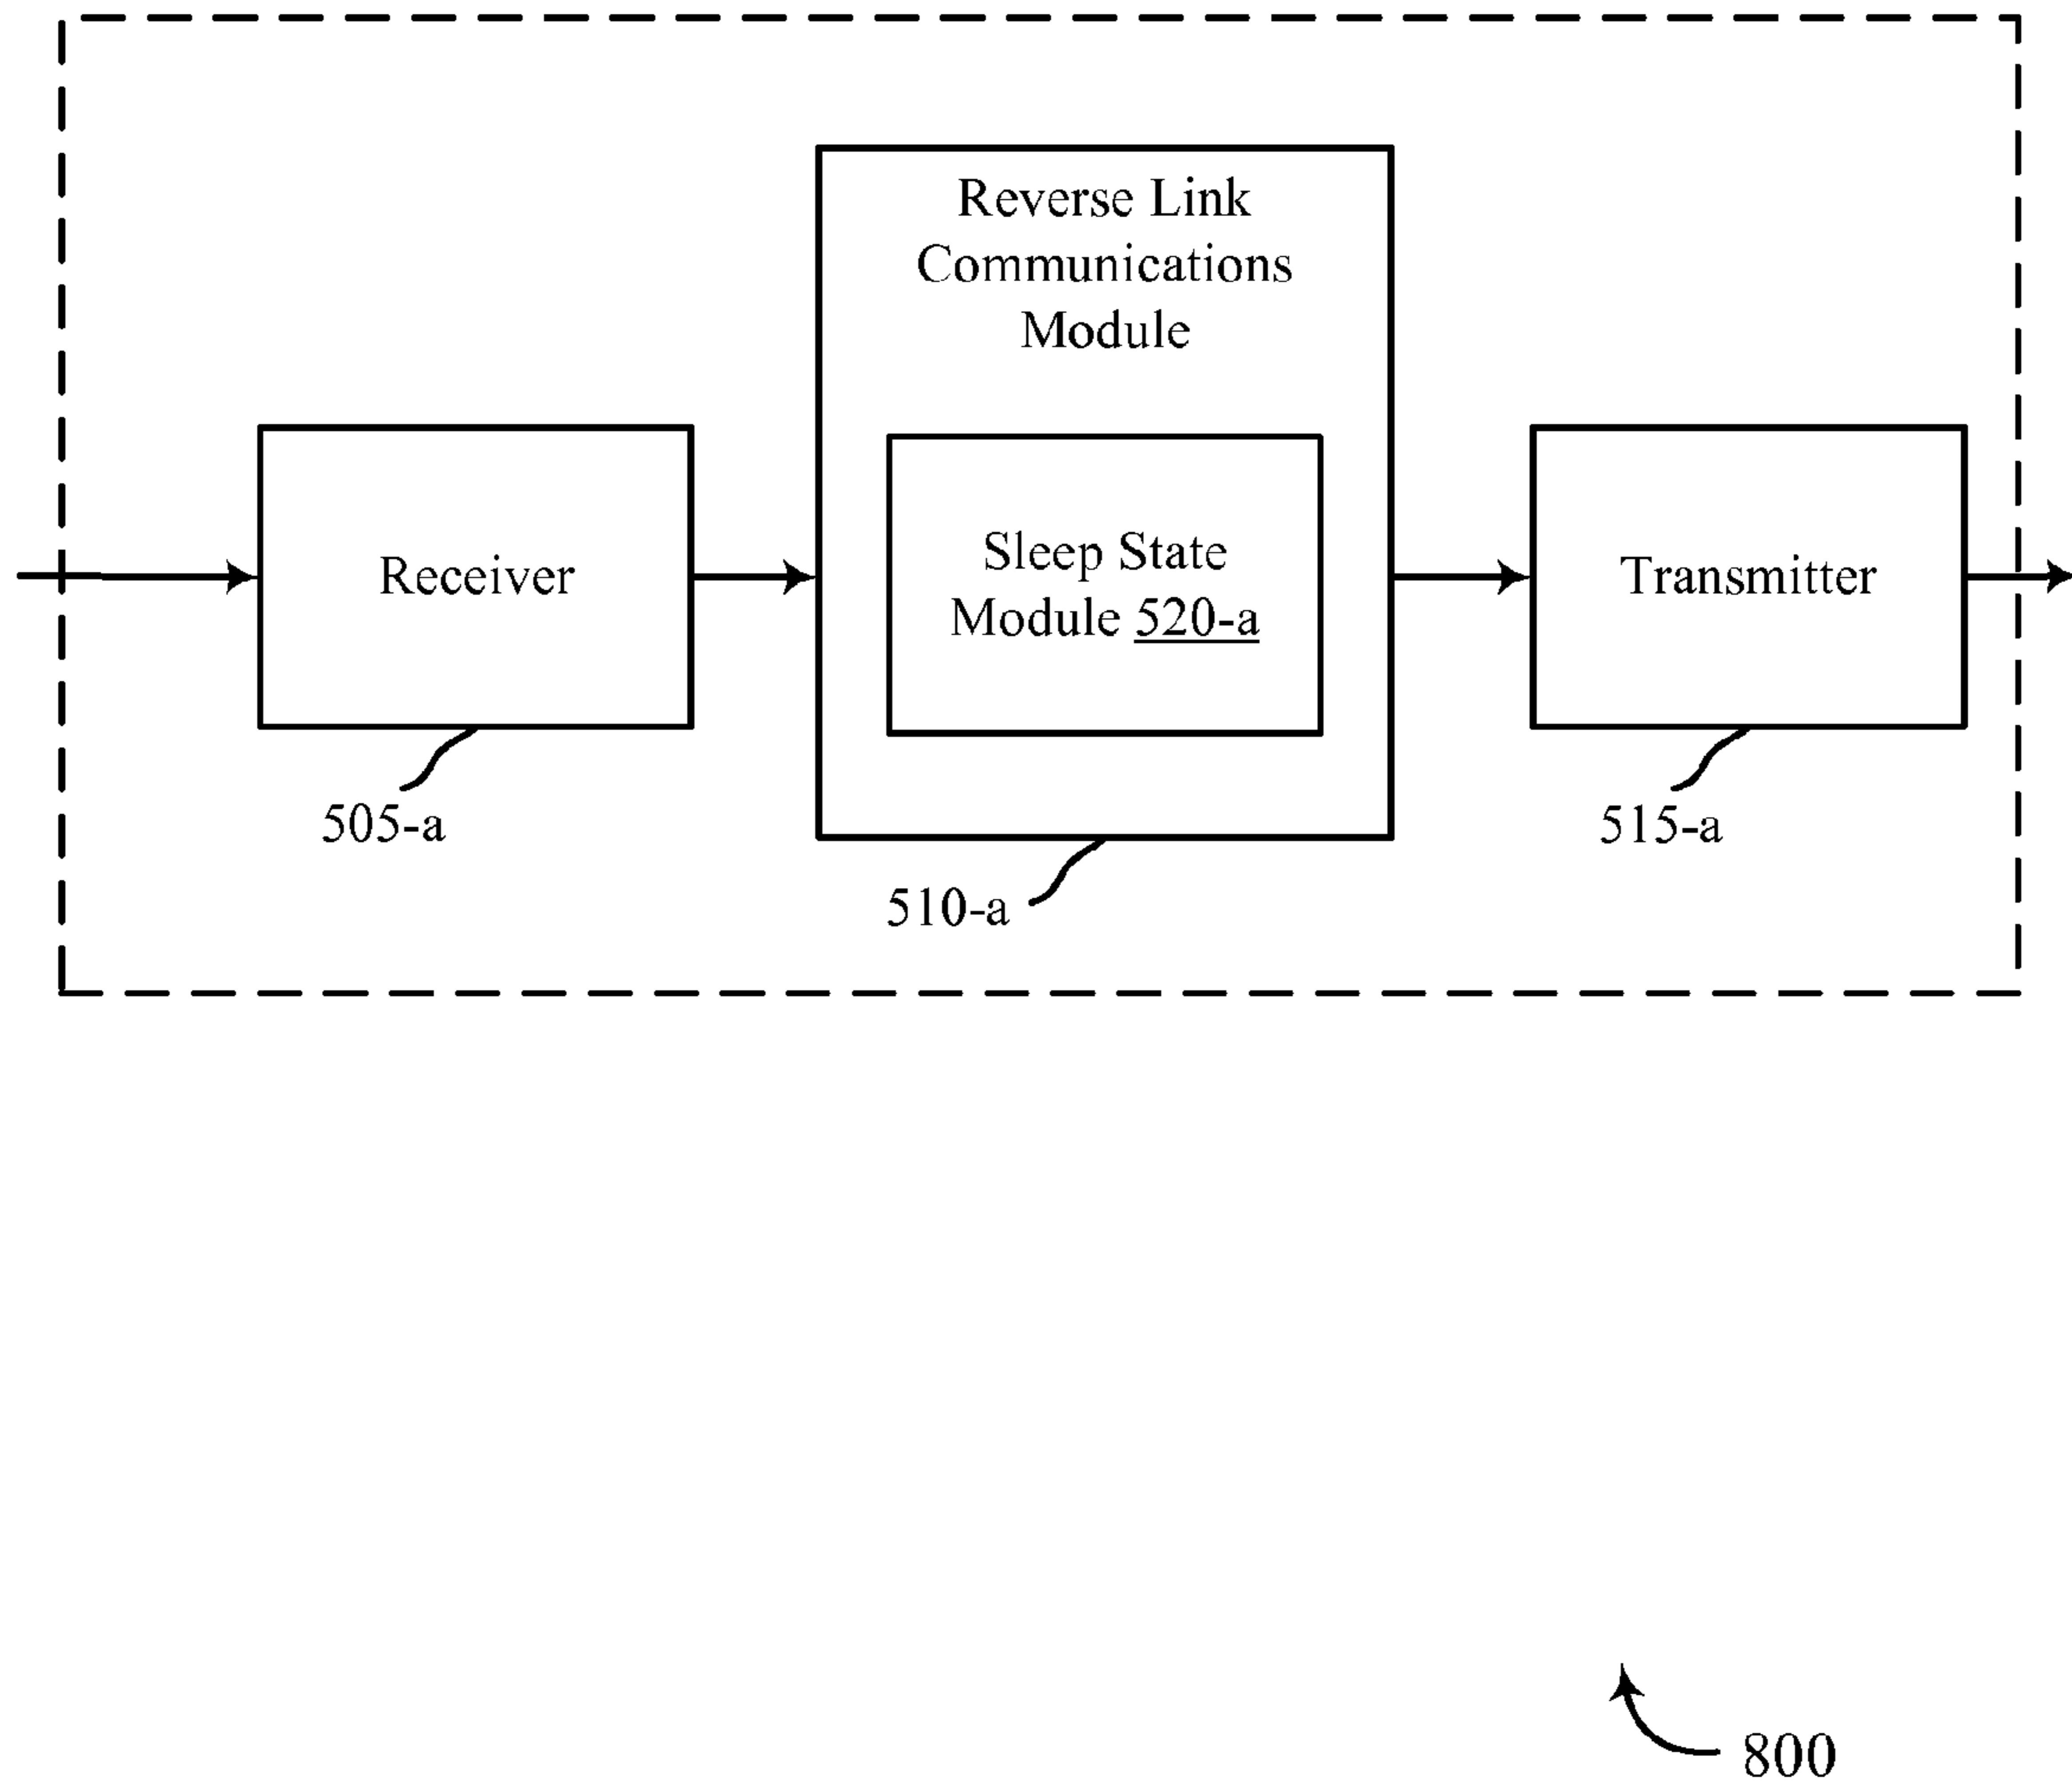 Reverse Link
Communications
Module
Receiver
Sleep State
Module 520-a
Transmitter
505-a
510-a
515-a
800